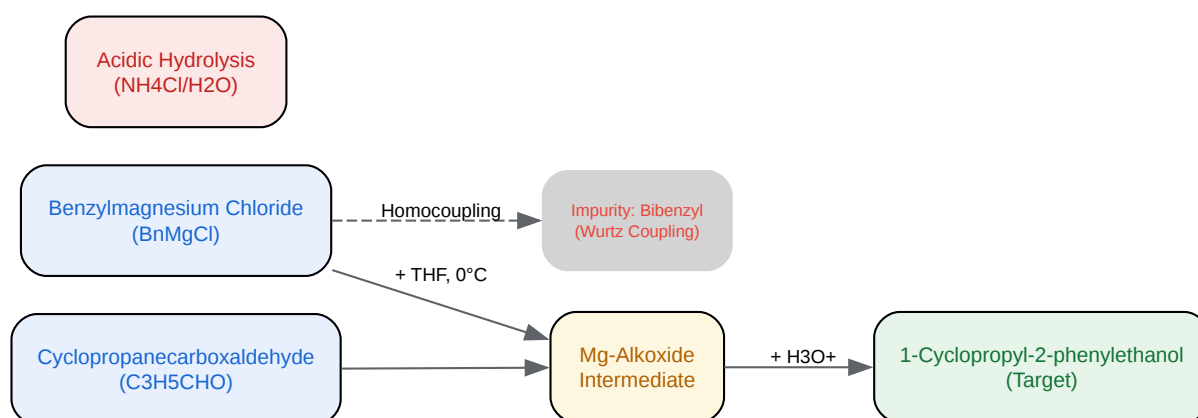 Acidic Hydrolysis
(NH4Cl/H2O)
Benzylmagnesium Chloride
(BnMgCl)
Homocoupling
Impurity: Bibenzyl
(Wurtz Coupling)
+ THF, 0°C
Cyclopropanecarboxaldehyde
(C3H5CHO)
Mg-Alkoxide
Intermediate
+ H3O+
1-Cyclopropyl-2-phenylethanol
(Target)